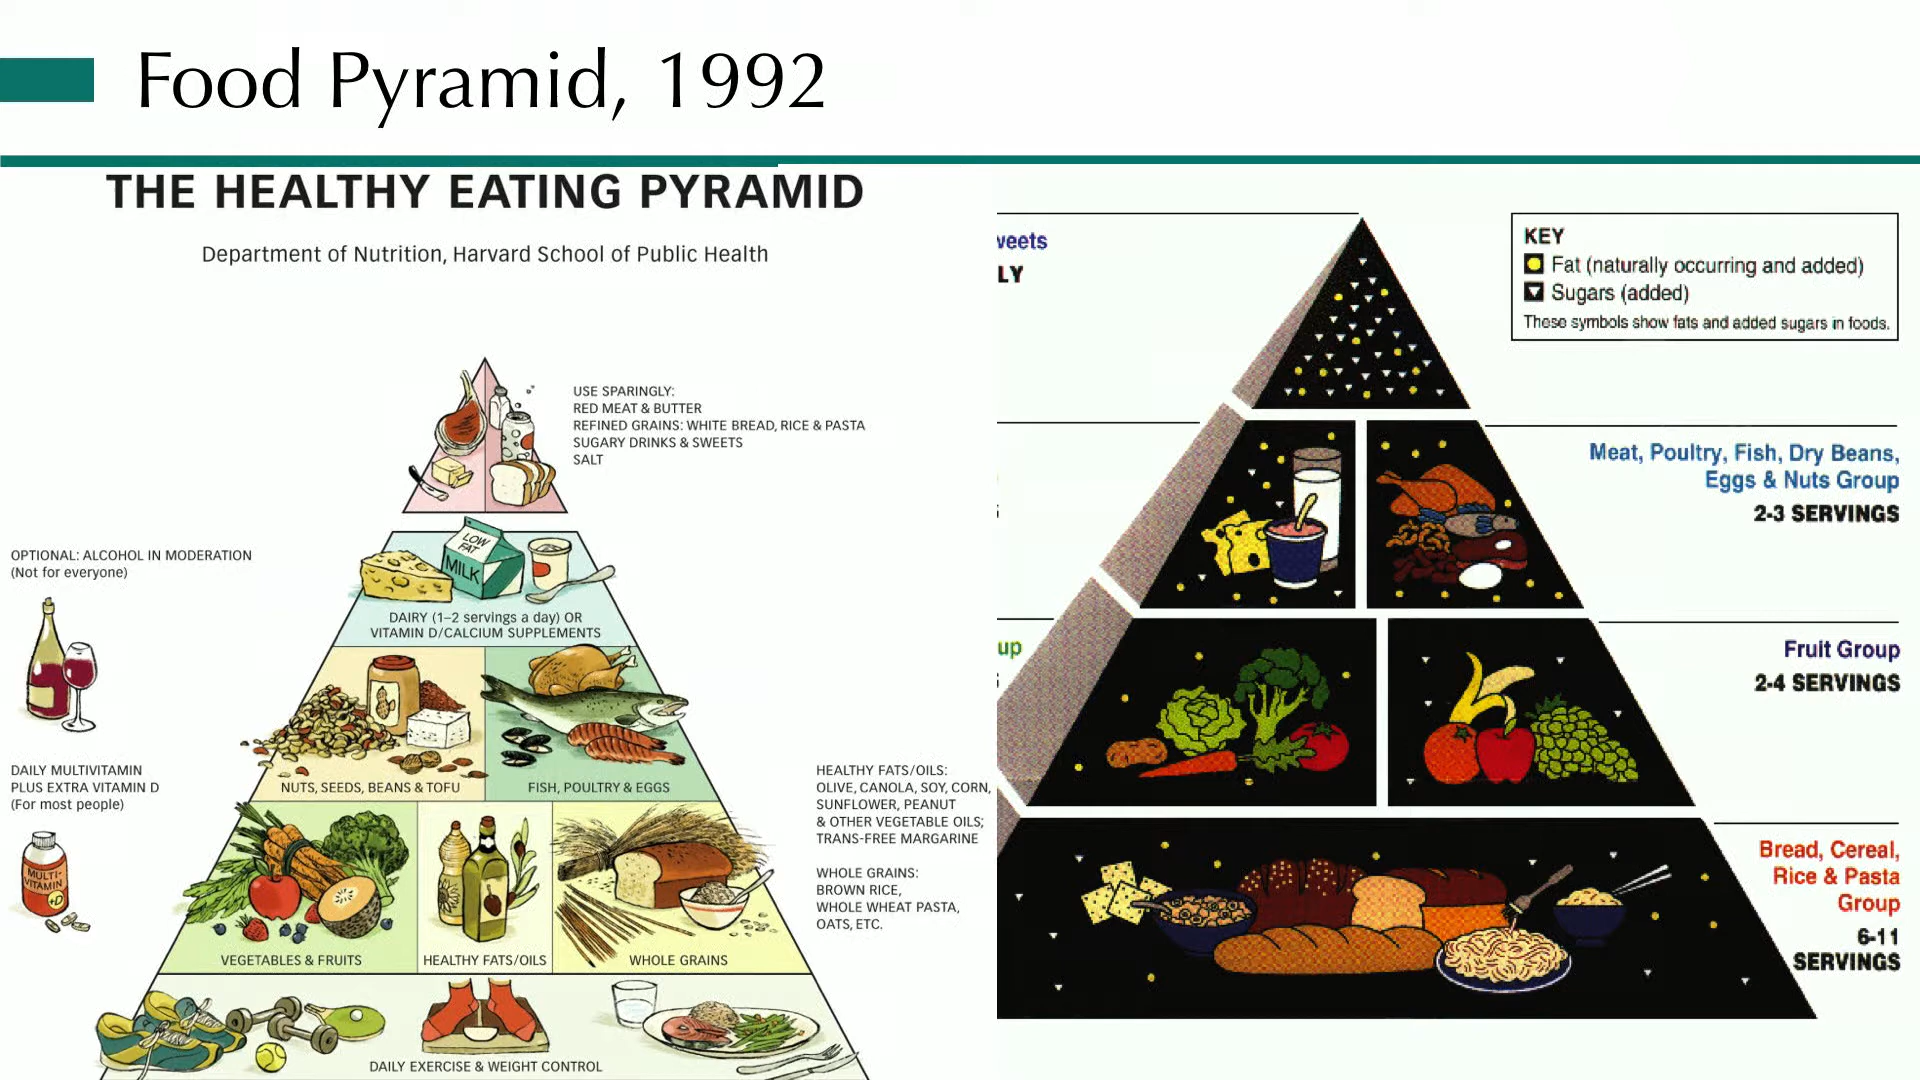 Food Pyramid, 1992
THE HEALTHY EATING PYRAMID
Department of Nutrition, Harvard School of Public Health
USE SPARINGLY:
RED MEAT & BUTTER
REFINED GRAINS: WHITE BREAD, RICE & PASTA
SUGARY DRINKS & SWEETS
SALT
OPTIONAL: ALCOHOL IN MODERATION
(Not for everyone)
LOW
FAT
MILK
DAIRY (1–2 servings a day) OR
VITAMIN D/CALCIUM SUPPLEMENTS
DAILY MULTIVITAMIN
PLUS EXTRA VITAMIN D
(For most people)
NUTS, SEEDS, BEANS & TOFU
FISH, POULTRY & EGGS
HEALTHY FATS/OILS:
OLIVE, CANOLA, SOY, CORN,
SUNFLOWER, PEANUT
& OTHER VEGETABLE OILS;
TRANS-FREE MARGARINE
MULTI-
VITAMIN
+D
WHOLE GRAINS:
BROWN RICE,
WHOLE WHEAT PASTA,
OATS, ETC.
VEGETABLES & FRUITS
HEALTHY FATS/OILS
WHOLE GRAINS
DAILY EXERCISE & WEIGHT CONTROL
weets
LY
KEY
Fat (naturally occurring and added)
Sugars (added)
These symbols show fats and added sugars in foods.
Meat, Poultry, Fish, Dry Beans,
Eggs & Nuts Group
2-3 SERVINGS
up
Fruit Group
2-4 SERVINGS
Bread, Cereal,
Rice & Pasta
Group
6-11
SERVINGS